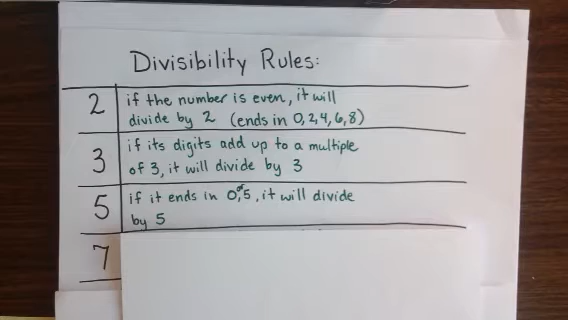 Divisibility Rules:
2 if the number is even, it will
divide by 2 (ends in 0,2,4,6,8)
3 if its digits add up to a multiple
of 3, it will divide by 3
5 if it ends in 0 or 5, it will divide
by 5
7